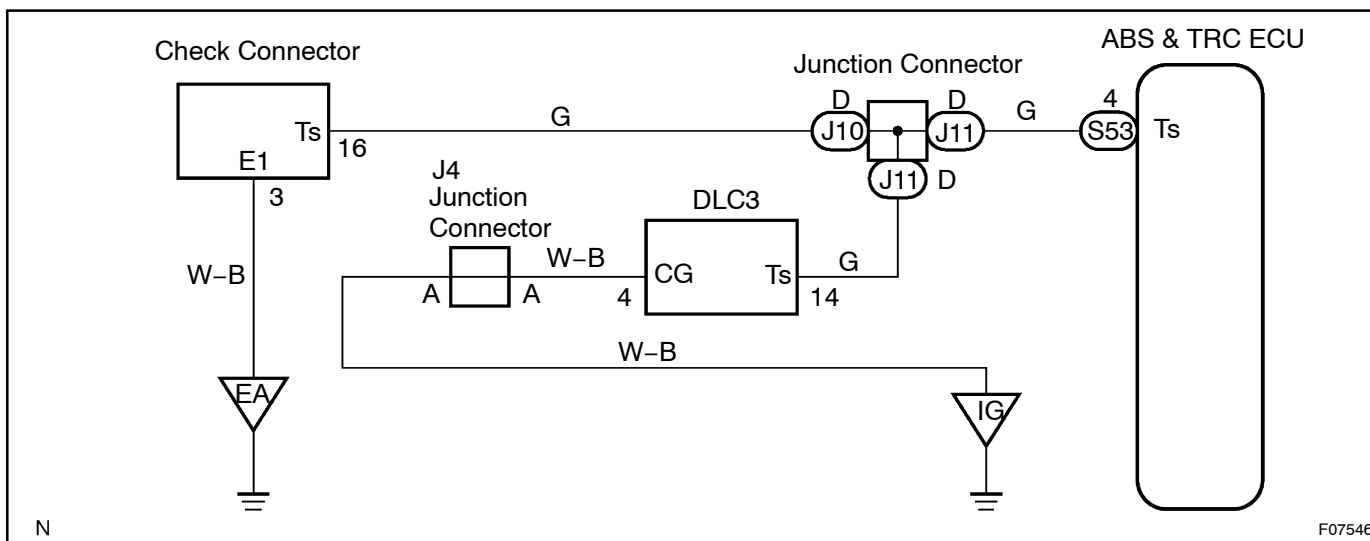 ABS & TRC ECU
Check Connector
Junction Connector
Ts
16
E1
3
G
D
J10
D
J11
G
4
S53
Ts
J11
D
J4
Junction
Connector
DLC3
W−B
W−B
A
A
4
CG
Ts
14
G
W−B
EA
IG
N
F07546